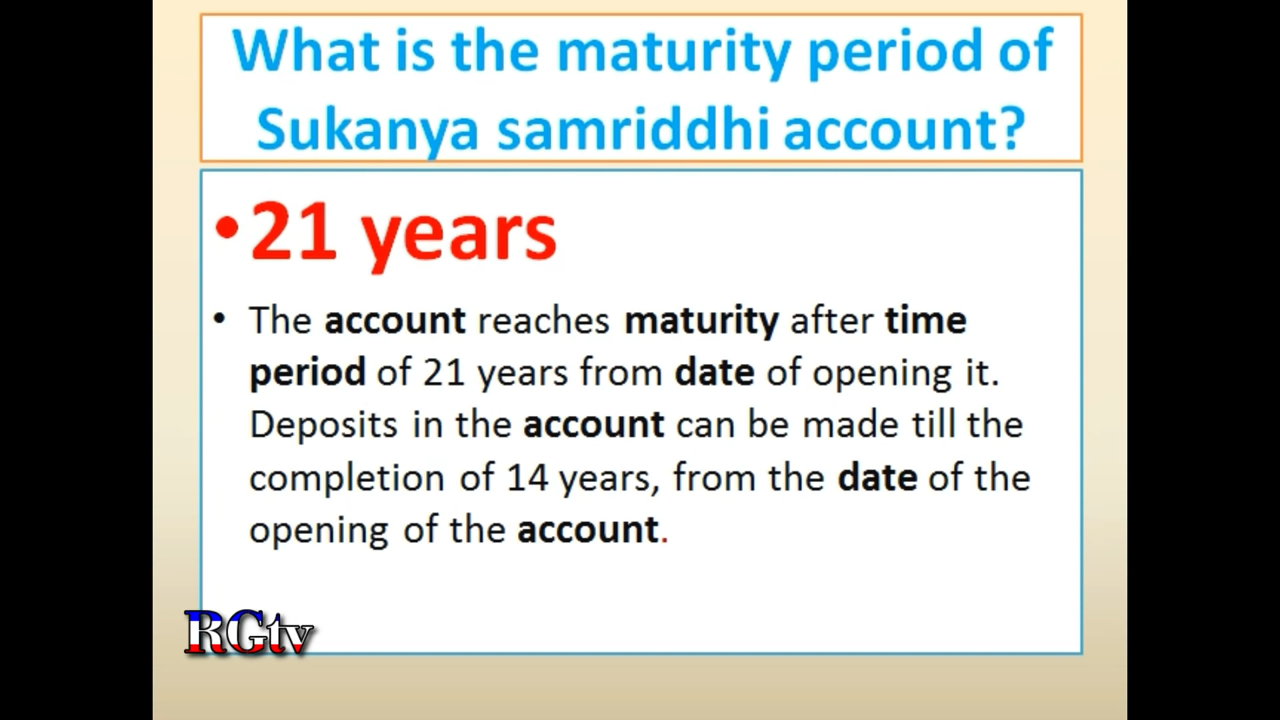 What is the maturity period of
Sukanya samriddhi account?
•21 years
• The account reaches maturity after time
period of 21 years from date of opening it.
Deposits in the account can be made till the
completion of 14 years, from the date of the
opening of the account.
RGtv